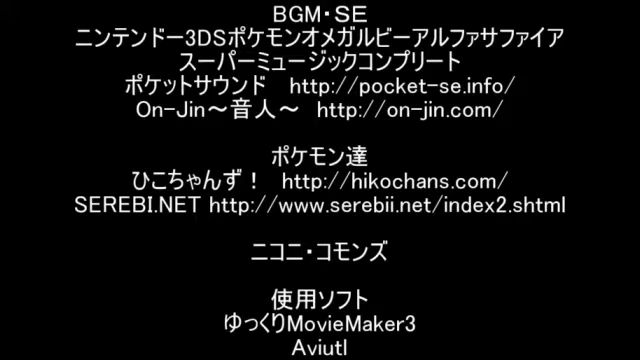 BGM・SE
ニンテンドー3DSポケモンオメガルビーアルファサファイア
スーパーミュージックコンプリート
ポケットサウンド　http://pocket-se.info/
On-Jin～音人～　http://on-jin.com/
ポケモン達
ひこちゃんず！　http://hikochans.com/
SEREBI.NET http://www.serebii.net/index2.shtml
ニコニ・コモンズ
使用ソフト
ゆっくりMovieMaker3
Aviutl